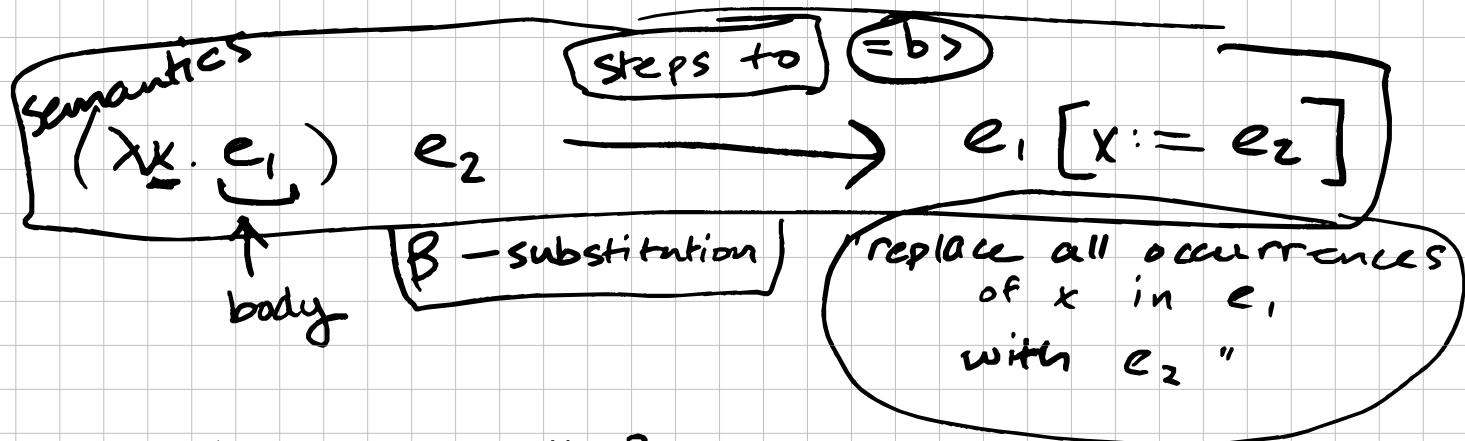 semantics
steps to =b>
(λx. e₁) e₂ → e₁ [x := e₂]
β-substitution
body
"replace all occurrences
of x in e₁
with e₂"